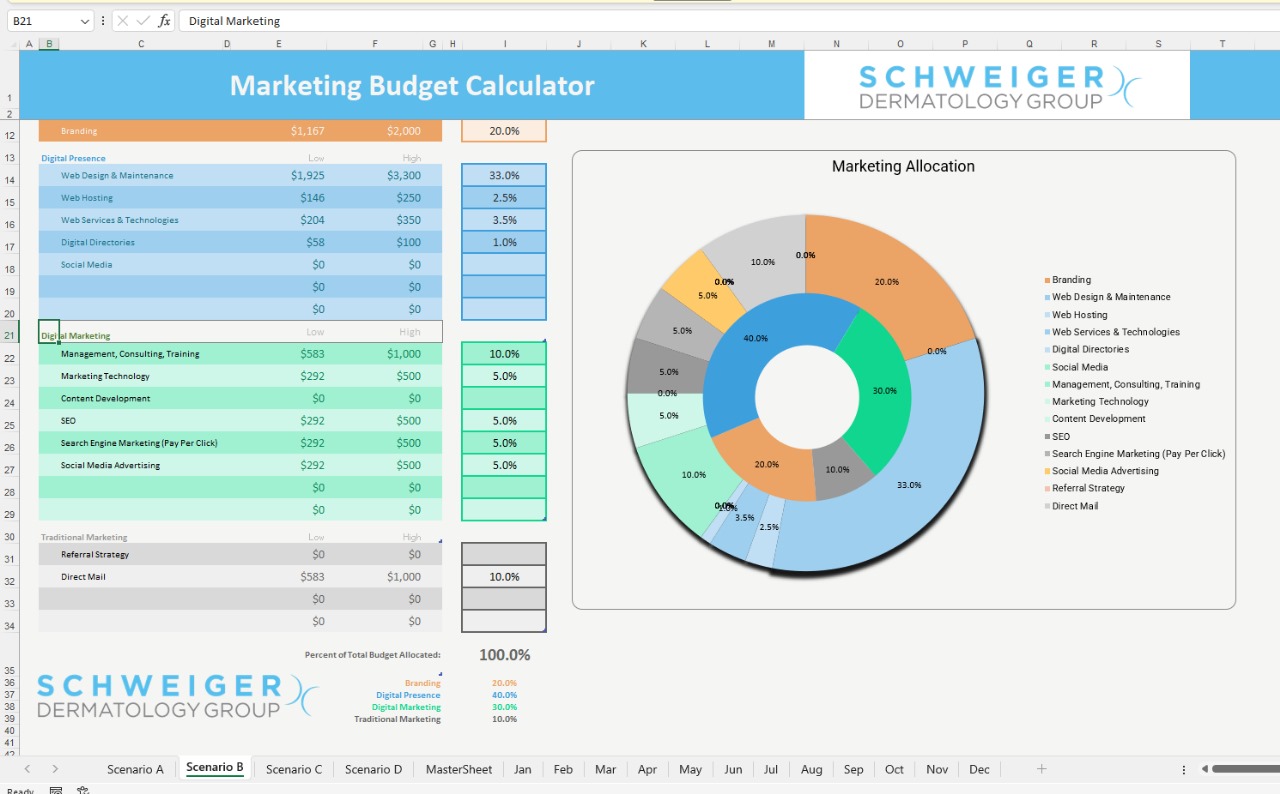 B21
fx
Digital Marketing
A B C D E F G H I J K L M N O P Q R S T
1 Marketing Budget Calculator
SCHWEIGER
DERMATOLOGY GROUP
2
12 Branding $1,167 $2,000 20.0%
13 Digital Presence Low High
14 Web Design & Maintenance $1,925 $3,300 33.0%
15 Web Hosting $146 $250 2.5%
16 Web Services & Technologies $204 $350 3.5%
17 Digital Directories $58 $100 1.0%
18 Social Media $0 $0
19 $0 $0
20 $0 $0
21 Digital Marketing Low High
22 Management, Consulting, Training $583 $1,000 10.0%
23 Marketing Technology $292 $500 5.0%
24 Content Development $0 $0
25 SEO $292 $500 5.0%
26 Search Engine Marketing (Pay Per Click) $292 $500 5.0%
27 Social Media Advertising $292 $500 5.0%
28 $0 $0
29 $0 $0
30 Traditional Marketing Low High
31 Referral Strategy $0 $0
32 Direct Mail $583 $1,000 10.0%
33 $0 $0
34 $0 $0
35 Percent of Total Budget Allocated: 100.0%
SCHWEIGER
DERMATOLOGY GROUP
36 Branding 20.0%
37 Digital Presence 40.0%
38 Digital Marketing 30.0%
39 Traditional Marketing 10.0%
40
41
42
Marketing Allocation
0.0%
20.0%
0.0%
33.0%
2.5%
3.5%
1.0%
0.0%
10.0%
5.0%
0.0%
5.0%
5.0%
5.0%
0.0%
10.0%
40.0%
30.0%
10.0%
20.0%
Branding
Web Design & Maintenance
Web Hosting
Web Services & Technologies
Digital Directories
Social Media
Management, Consulting, Training
Marketing Technology
Content Development
SEO
Search Engine Marketing (Pay Per Click)
Social Media Advertising
Referral Strategy
Direct Mail
Scenario A Scenario B Scenario C Scenario D MasterSheet Jan Feb Mar Apr May Jun Jul Aug Sep Oct Nov Dec
Ready